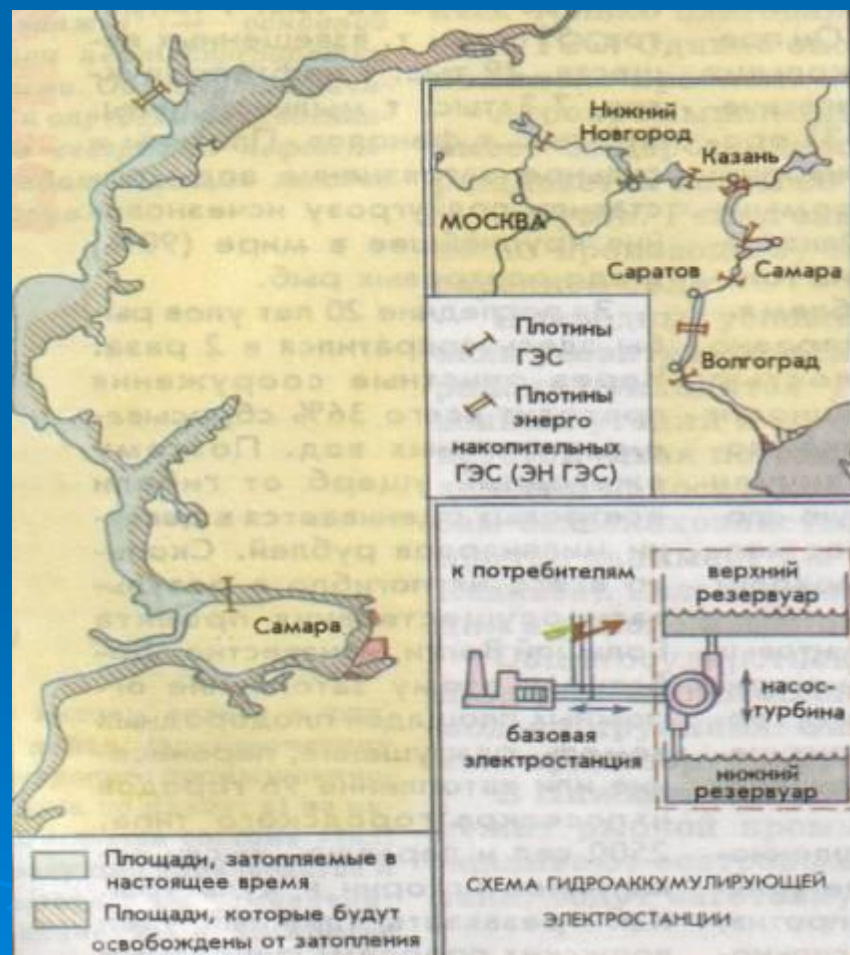 Самара
Площади, затопляемые в
настоящее время
Площади, которые будут
освобождены от затопления
Нижний
Новгород
Казань
МОСКВА
Саратов
Самара
Волгоград
Плотины
ГЭС
Плотины
энерго
накопительных
ГЭС (ЭН ГЭС)
к потребителям
верхний
резервуар
насос-
турбина
базовая
электростанция
нижний
резервуар
СХЕМА ГИДРОАККУМУЛИРУЮЩЕЙ
ЭЛЕКТРОСТАНЦИИ